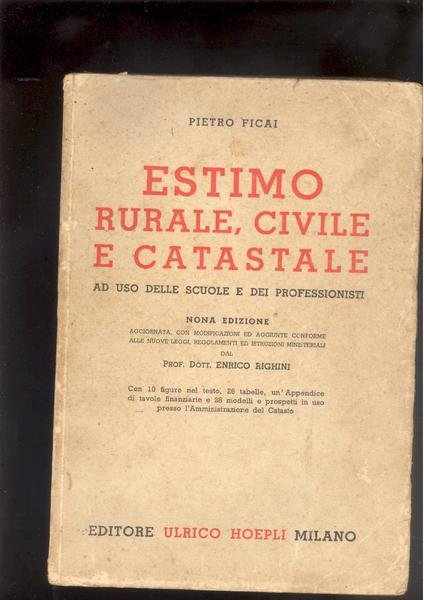 PIETRO FICAI
ESTIMO
RURALE, CIVILE
E CATASTALE
AD USO DELLE SCUOLE E DEI PROFESSIONISTI
NONA EDIZIONE
AGGIORNATA, CON MODIFICAZIONI ED AGGIUNTE CONFORME
ALLE NUOVE LEGGI, REGOLAMENTI ED ISTRUZIONI MINISTERIALI
DAL
PROF. DOTT. ENRICO RIGHINI
Con 10 figure nel testo, 26 tabelle, un'Appendice
di tavole finanziarie e 28 modelli e prospetti in uso
presso l'Amministrazione del Catasto
EDITORE ULRICO HOEPLI MILANO